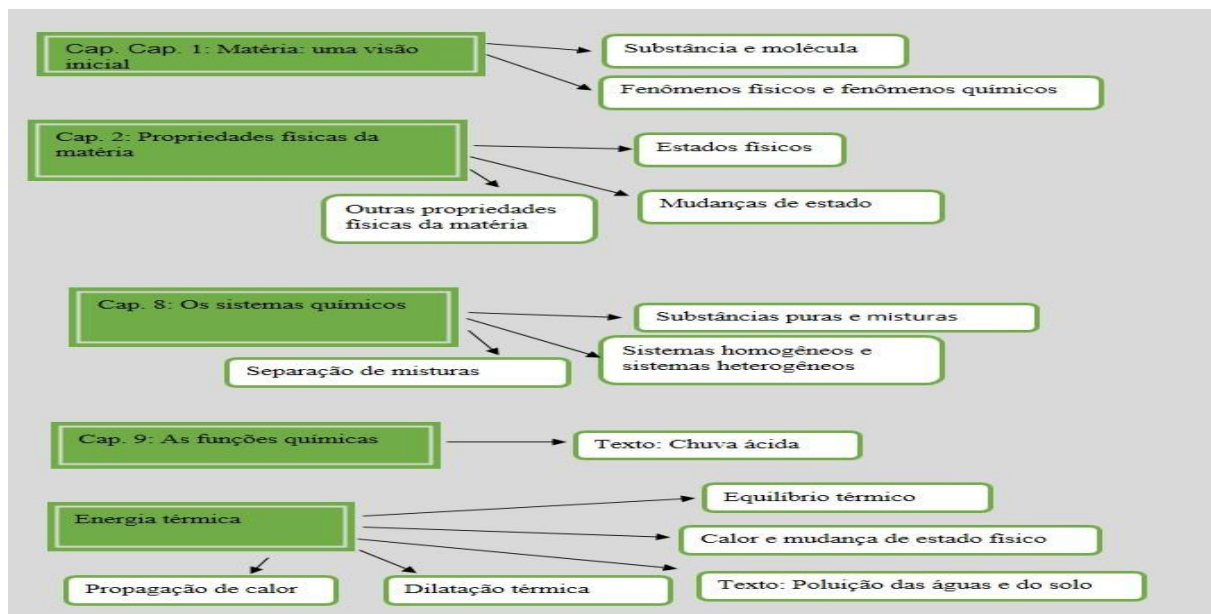 Cap. Cap. 1: Matéria: uma visão
inicial
Substância e molécula
Fenômenos físicos e fenômenos químicos
Cap. 2: Propriedades físicas da
matéria
Estados físicos
Mudanças de estado
Outras propriedades
físicas da matéria
Cap. 8: Os sistemas químicos
Substâncias puras e misturas
Sistemas homogêneos e
sistemas heterogêneos
Separação de misturas
Cap. 9: As funções químicas
Texto: Chuva ácida
Energia térmica
Equilíbrio térmico
Calor e mudança de estado físico
Texto: Poluição das águas e do solo
Propagação de calor
Dilatação térmica